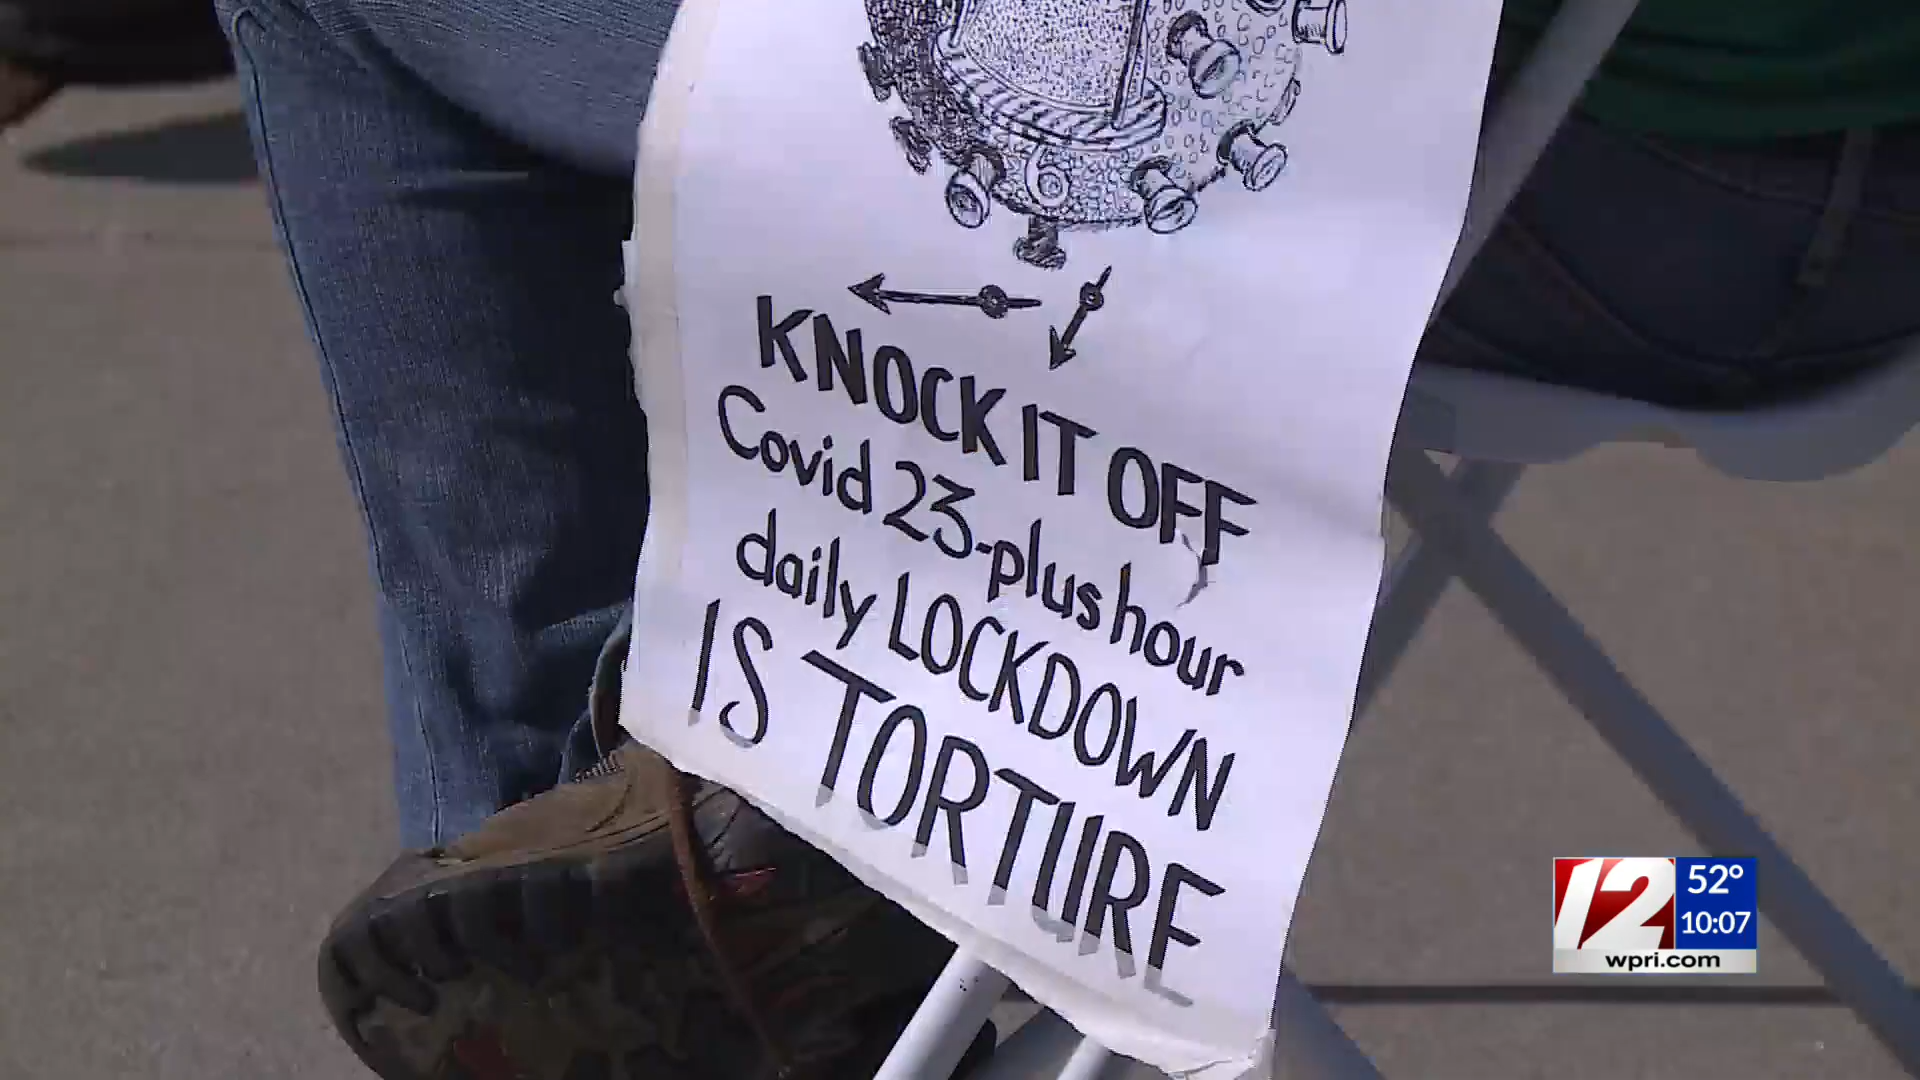 KNOCK IT OFF
Covid 23-plus hour
daily LOCKDOWN
IS TORTURE
12
52°
10:07
wpri.com